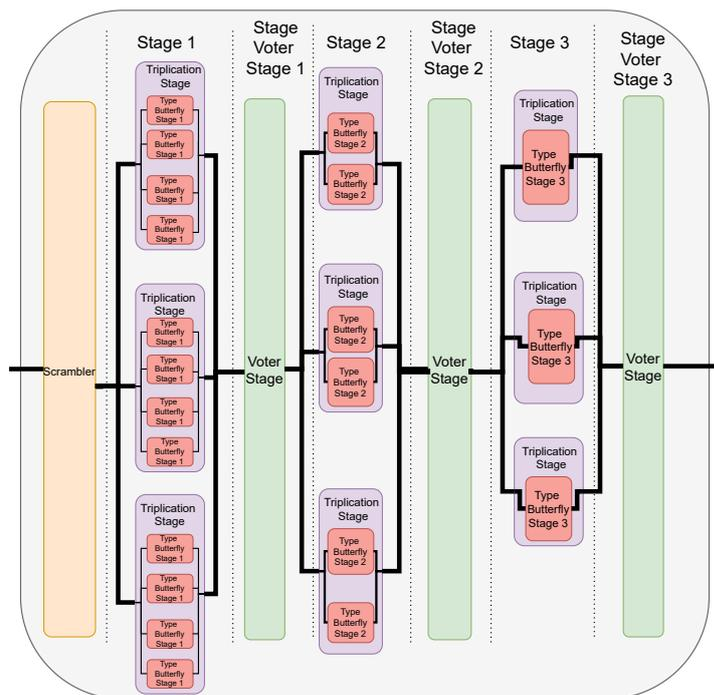 Stage 1
Stage
Voter
Stage 1
Stage 2
Stage
Voter
Stage 2
Stage 3
Stage
Voter
Stage 3
Scrambler
Triplication
Stage
Type
Butterfly
Stage 1
Type
Butterfly
Stage 1
Type
Butterfly
Stage 1
Type
Butterfly
Stage 1
Triplication
Stage
Type
Butterfly
Stage 1
Type
Butterfly
Stage 1
Type
Butterfly
Stage 1
Type
Butterfly
Stage 1
Triplication
Stage
Type
Butterfly
Stage 1
Type
Butterfly
Stage 1
Type
Butterfly
Stage 1
Type
Butterfly
Stage 1
Voter
Stage
Triplication
Stage
Type
Butterfly
Stage 2
Type
Butterfly
Stage 2
Triplication
Stage
Type
Butterfly
Stage 2
Type
Butterfly
Stage 2
Triplication
Stage
Type
Butterfly
Stage 2
Type
Butterfly
Stage 2
Voter
Stage
Triplication
Stage
Type
Butterfly
Stage 3
Triplication
Stage
Type
Butterfly
Stage 3
Triplication
Stage
Type
Butterfly
Stage 3
Voter
Stage